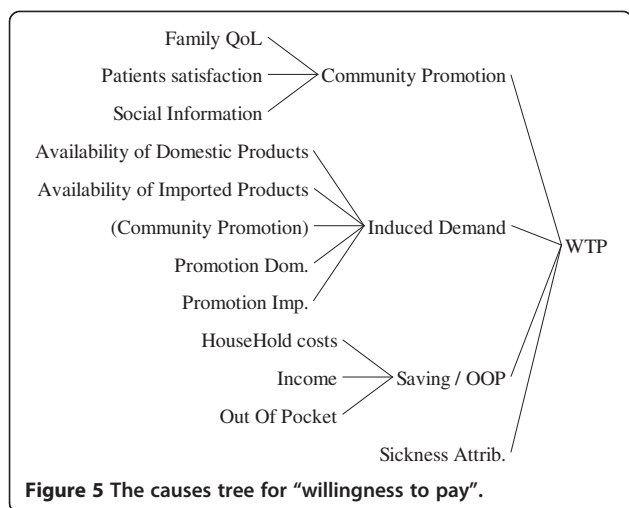 Family QoL
Patients satisfaction
Community Promotion
Social Information
Availability of Domestic Products
Availability of Imported Products
(Community Promotion)
Induced Demand
WTP
Promotion Dom.
Promotion Imp.
HouseHold costs
Income
Saving / OOP
Out Of Pocket
Sickness Attrib.
Figure 5 The causes tree for “willingness to pay”.